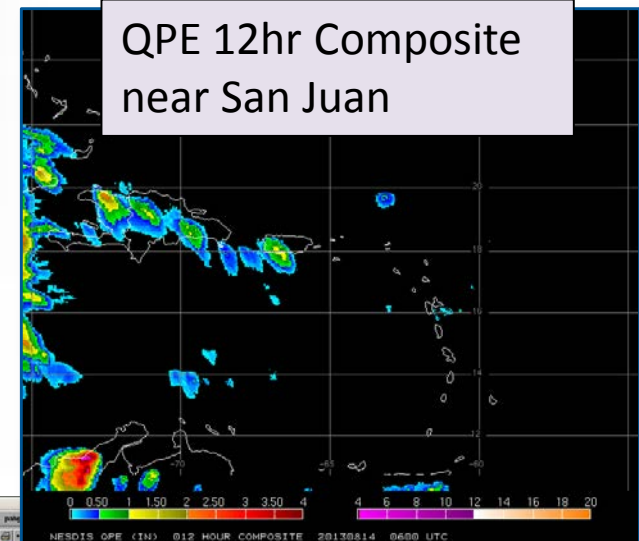 QPE 12hr Composite
near San Juan
20
18
16
14
12
-70
-65
-60
0 0.50 1 1.50 2 2.50 3 3.50 4
4 6 8 10 12 14 16 18 20
NESDIS QPE (IN) 012 HOUR COMPOSITE 20130814 0600 UTC